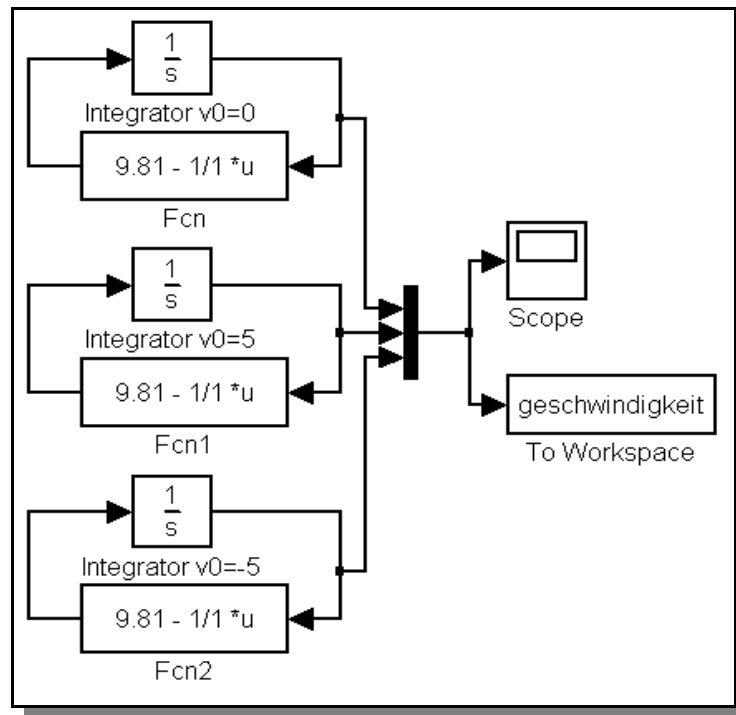 1
s
Integrator v0=0
9.81 - 1/1 *u
Fcn
1
s
Integrator v0=5
9.81 - 1/1 *u
Fcn1
1
s
Integrator v0=-5
9.81 - 1/1 *u
Fcn2
Scope
geschwindigkeit
To Workspace